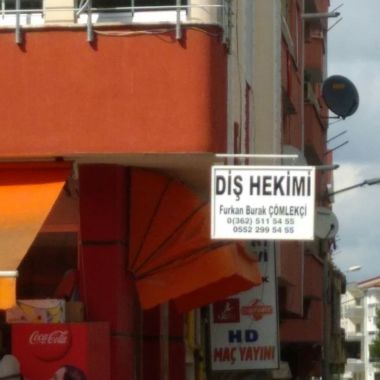 DİŞ HEKİMİ
Furkan Burak ÇÖMLEKÇİ
0(362) 511 54 55
0552 299 54 55
HD
MAÇ YAYINI
Coca-Cola